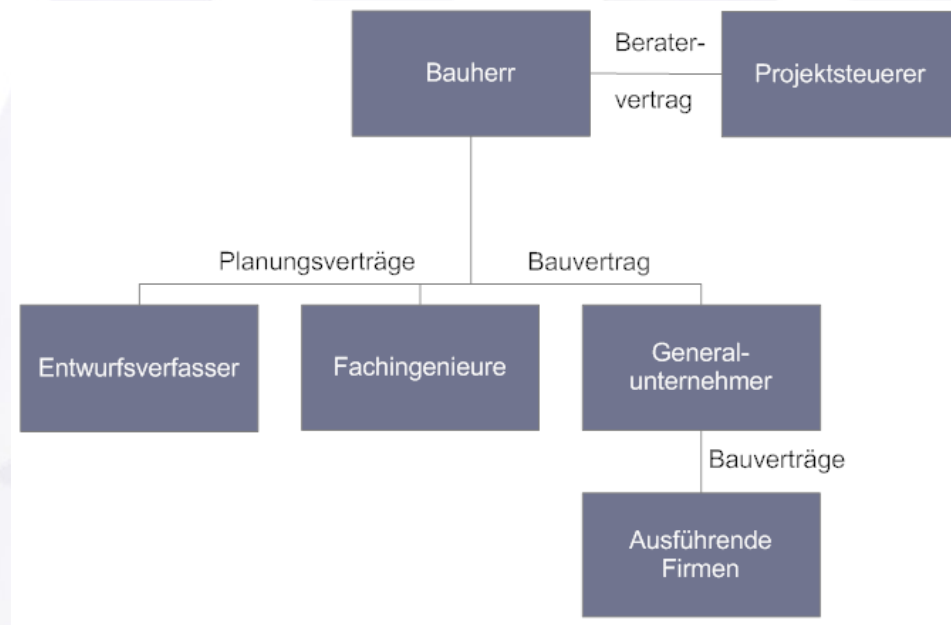 Bauherr
Berater-
vertrag
Projektsteuerer
Planungsverträge
Bauvertrag
Entwurfsverfasser
Fachingenieure
General-
unternehmer
Bauverträge
Ausführende
Firmen